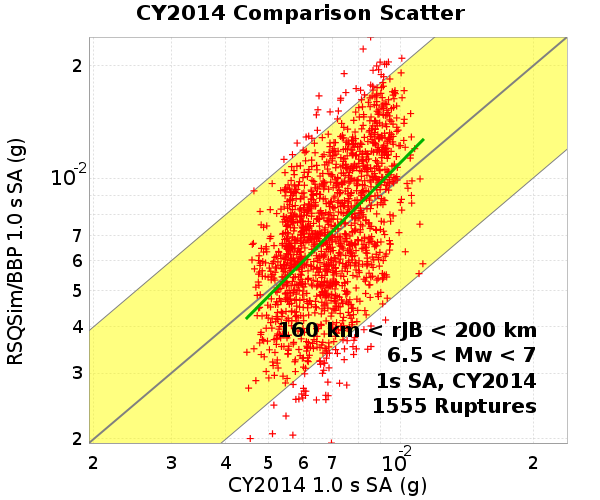 CY2014 Comparison Scatter
RSQSim/BBP 1.0 s SA (g)
2
10-2
7
6
5
4
3
2
160 km < rJB < 200 km
6.5 < Mw < 7
1s SA, CY2014
1555 Ruptures
2 3 4 5 6 7 10-2 2
CY2014 1.0 s SA (g)